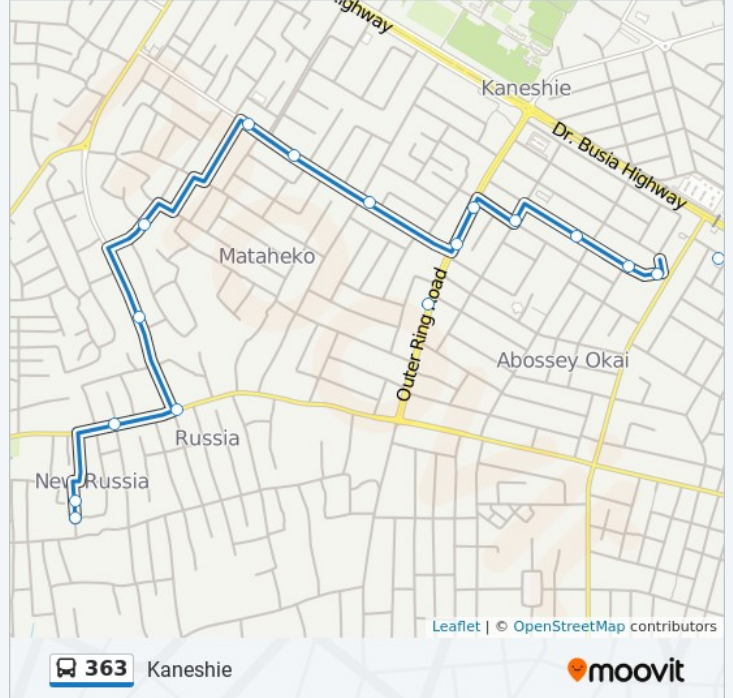 ighway
Kaneshie
Dr. Busia Highway
Mataheko
Outer Ring Road
Abossey Okai
Russia
New Russia
Leaflet | © OpenStreetMap contributors
363 Kaneshie
moovit